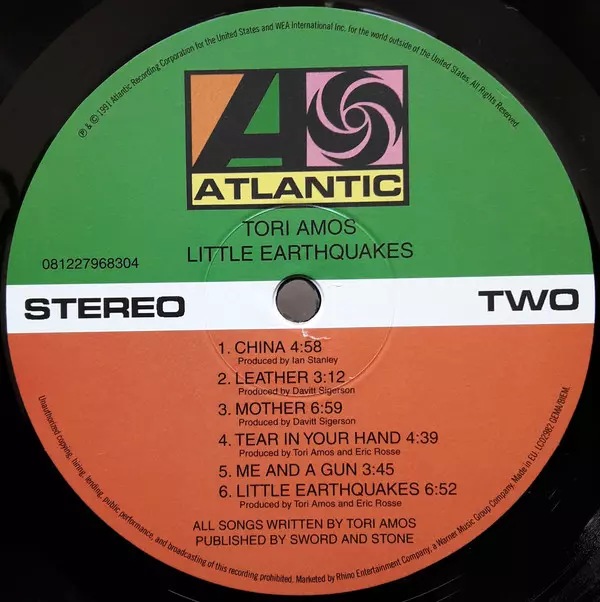 ℗ & © 1991 Atlantic Recording Corporation for the United States and WEA International Inc. for the world outside of the United States. All Rights Reserved.
ATLANTIC
TORI AMOS
LITTLE EARTHQUAKES
081227968304
STEREO TWO
1. CHINA 4:58
Produced by Ian Stanley
2. LEATHER 3:12
Produced by Davitt Sigerson
3. MOTHER 6:59
Produced by Davitt Sigerson
4. TEAR IN YOUR HAND 4:39
Produced by Tori Amos and Eric Rosse
5. ME AND A GUN 3:45
6. LITTLE EARTHQUAKES 6:52
Produced by Tori Amos and Eric Rosse
ALL SONGS WRITTEN BY TORI AMOS
PUBLISHED BY SWORD AND STONE
Unauthorized copying, hiring, lending, public performance, and broadcasting of this recording prohibited. Marketed by Rhino Entertainment Company, a Warner Music Group Company. Made in EU. LC02982 GEMA/BIEM.